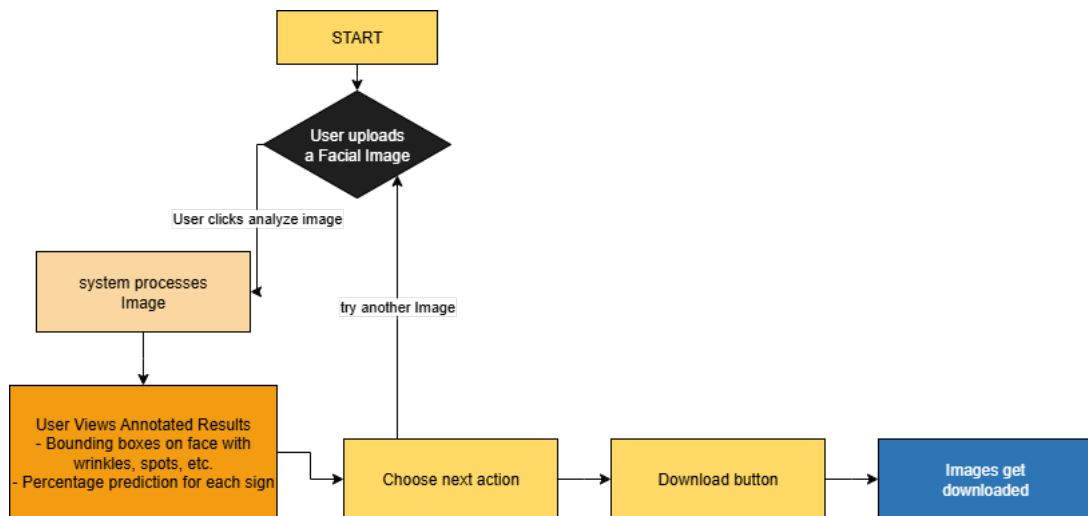 START
User uploads
a Facial Image
User clicks analyze image
system processes
Image
try another Image
User Views Annotated Results
- Bounding boxes on face with
wrinkles, spots, etc.
- Percentage prediction for each sign
Choose next action
Download button
Images get
downloaded